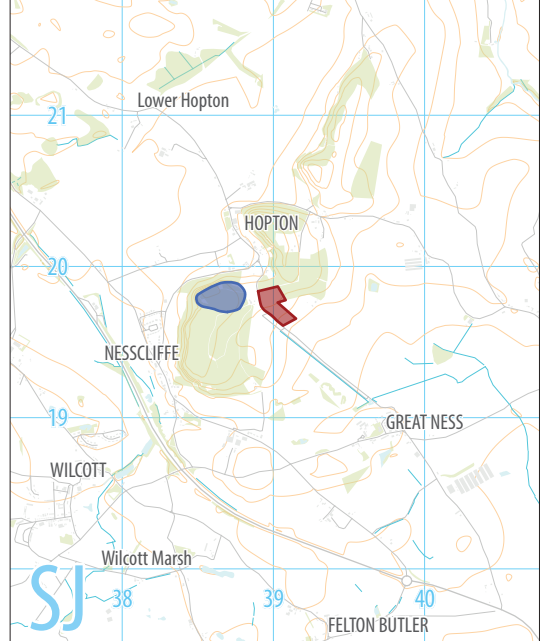 Lower Hopton
21
HOPTON
20
NESSCLIFFE
19
GREAT NESS
WILCOTT
Wilcott Marsh
SJ
38
39
40
FELTON BUTLER